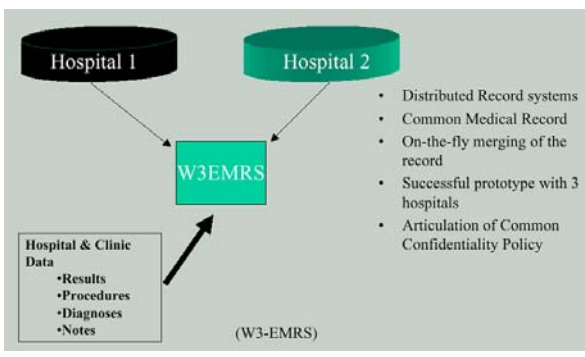 Hospital 1
Hospital 2
W3EMRS
• Distributed Record systems
• Common Medical Record
• On-the-fly merging of the
record
• Successful prototype with 3
hospitals
• Articulation of Common
Confidentiality Policy
Hospital & Clinic
Data
•Results
•Procedures
•Diagnoses
•Notes
(W3-EMRS)